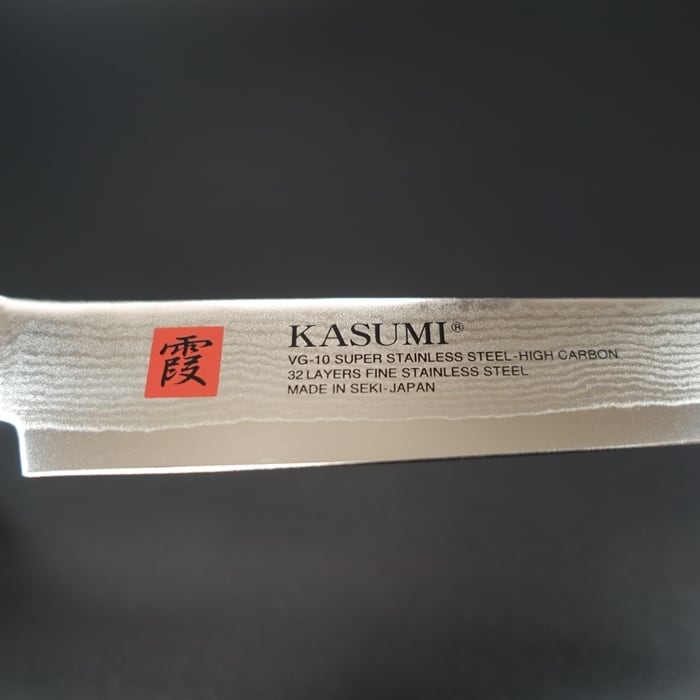 霞
KASUMI®
VG-10 SUPER STAINLESS STEEL-HIGH CARBON
32 LAYERS FINE STAINLESS STEEL
MADE IN SEKI-JAPAN